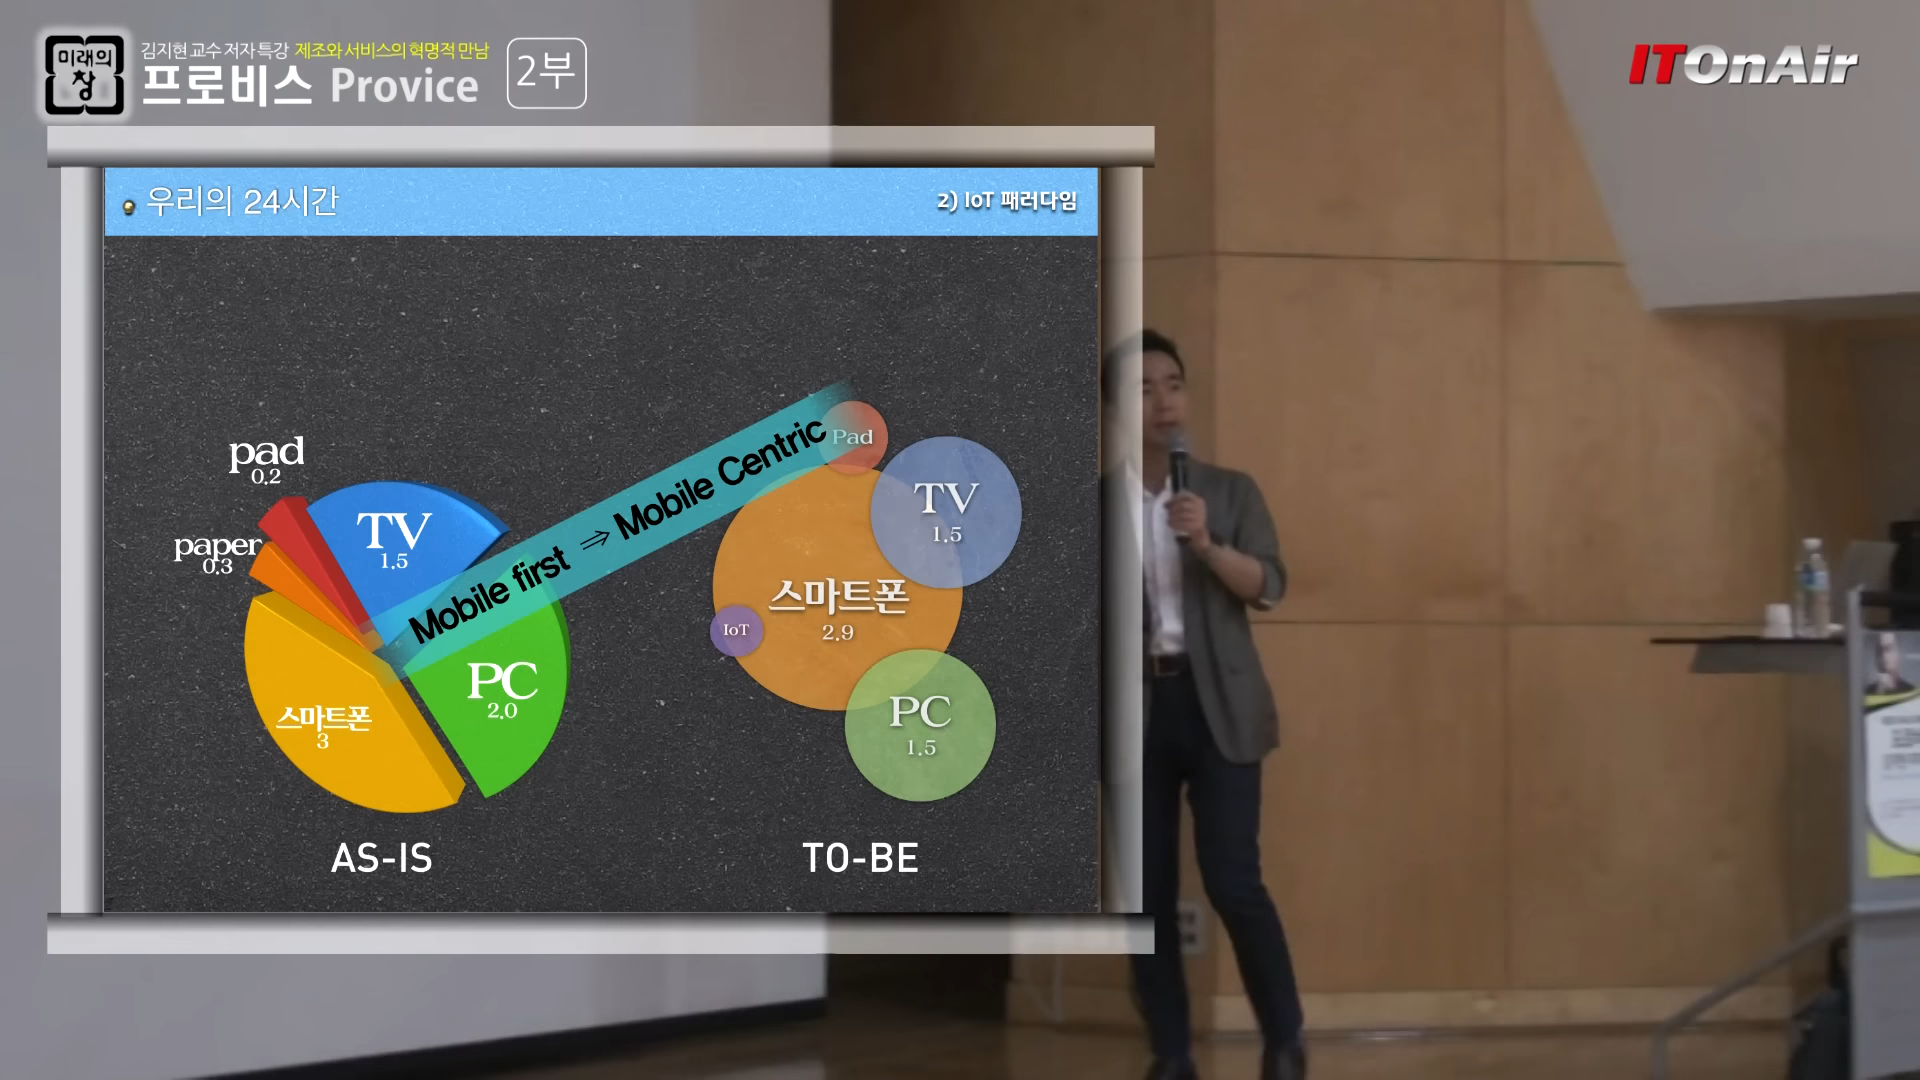 미래의
창
김지현 교수 저자 특강 제조와 서비스의 혁명적 만남
프로비스 Provice
2부
ITOnAir
우리의 24시간
2) IoT 패러다임
pad
0.2
paper
0.3
TV
1.5
스마트폰
3
PC
2.0
Mobile first ⇒ Mobile Centric
Pad
TV
1.5
스마트폰
2.9
IoT
PC
1.5
AS-IS
TO-BE